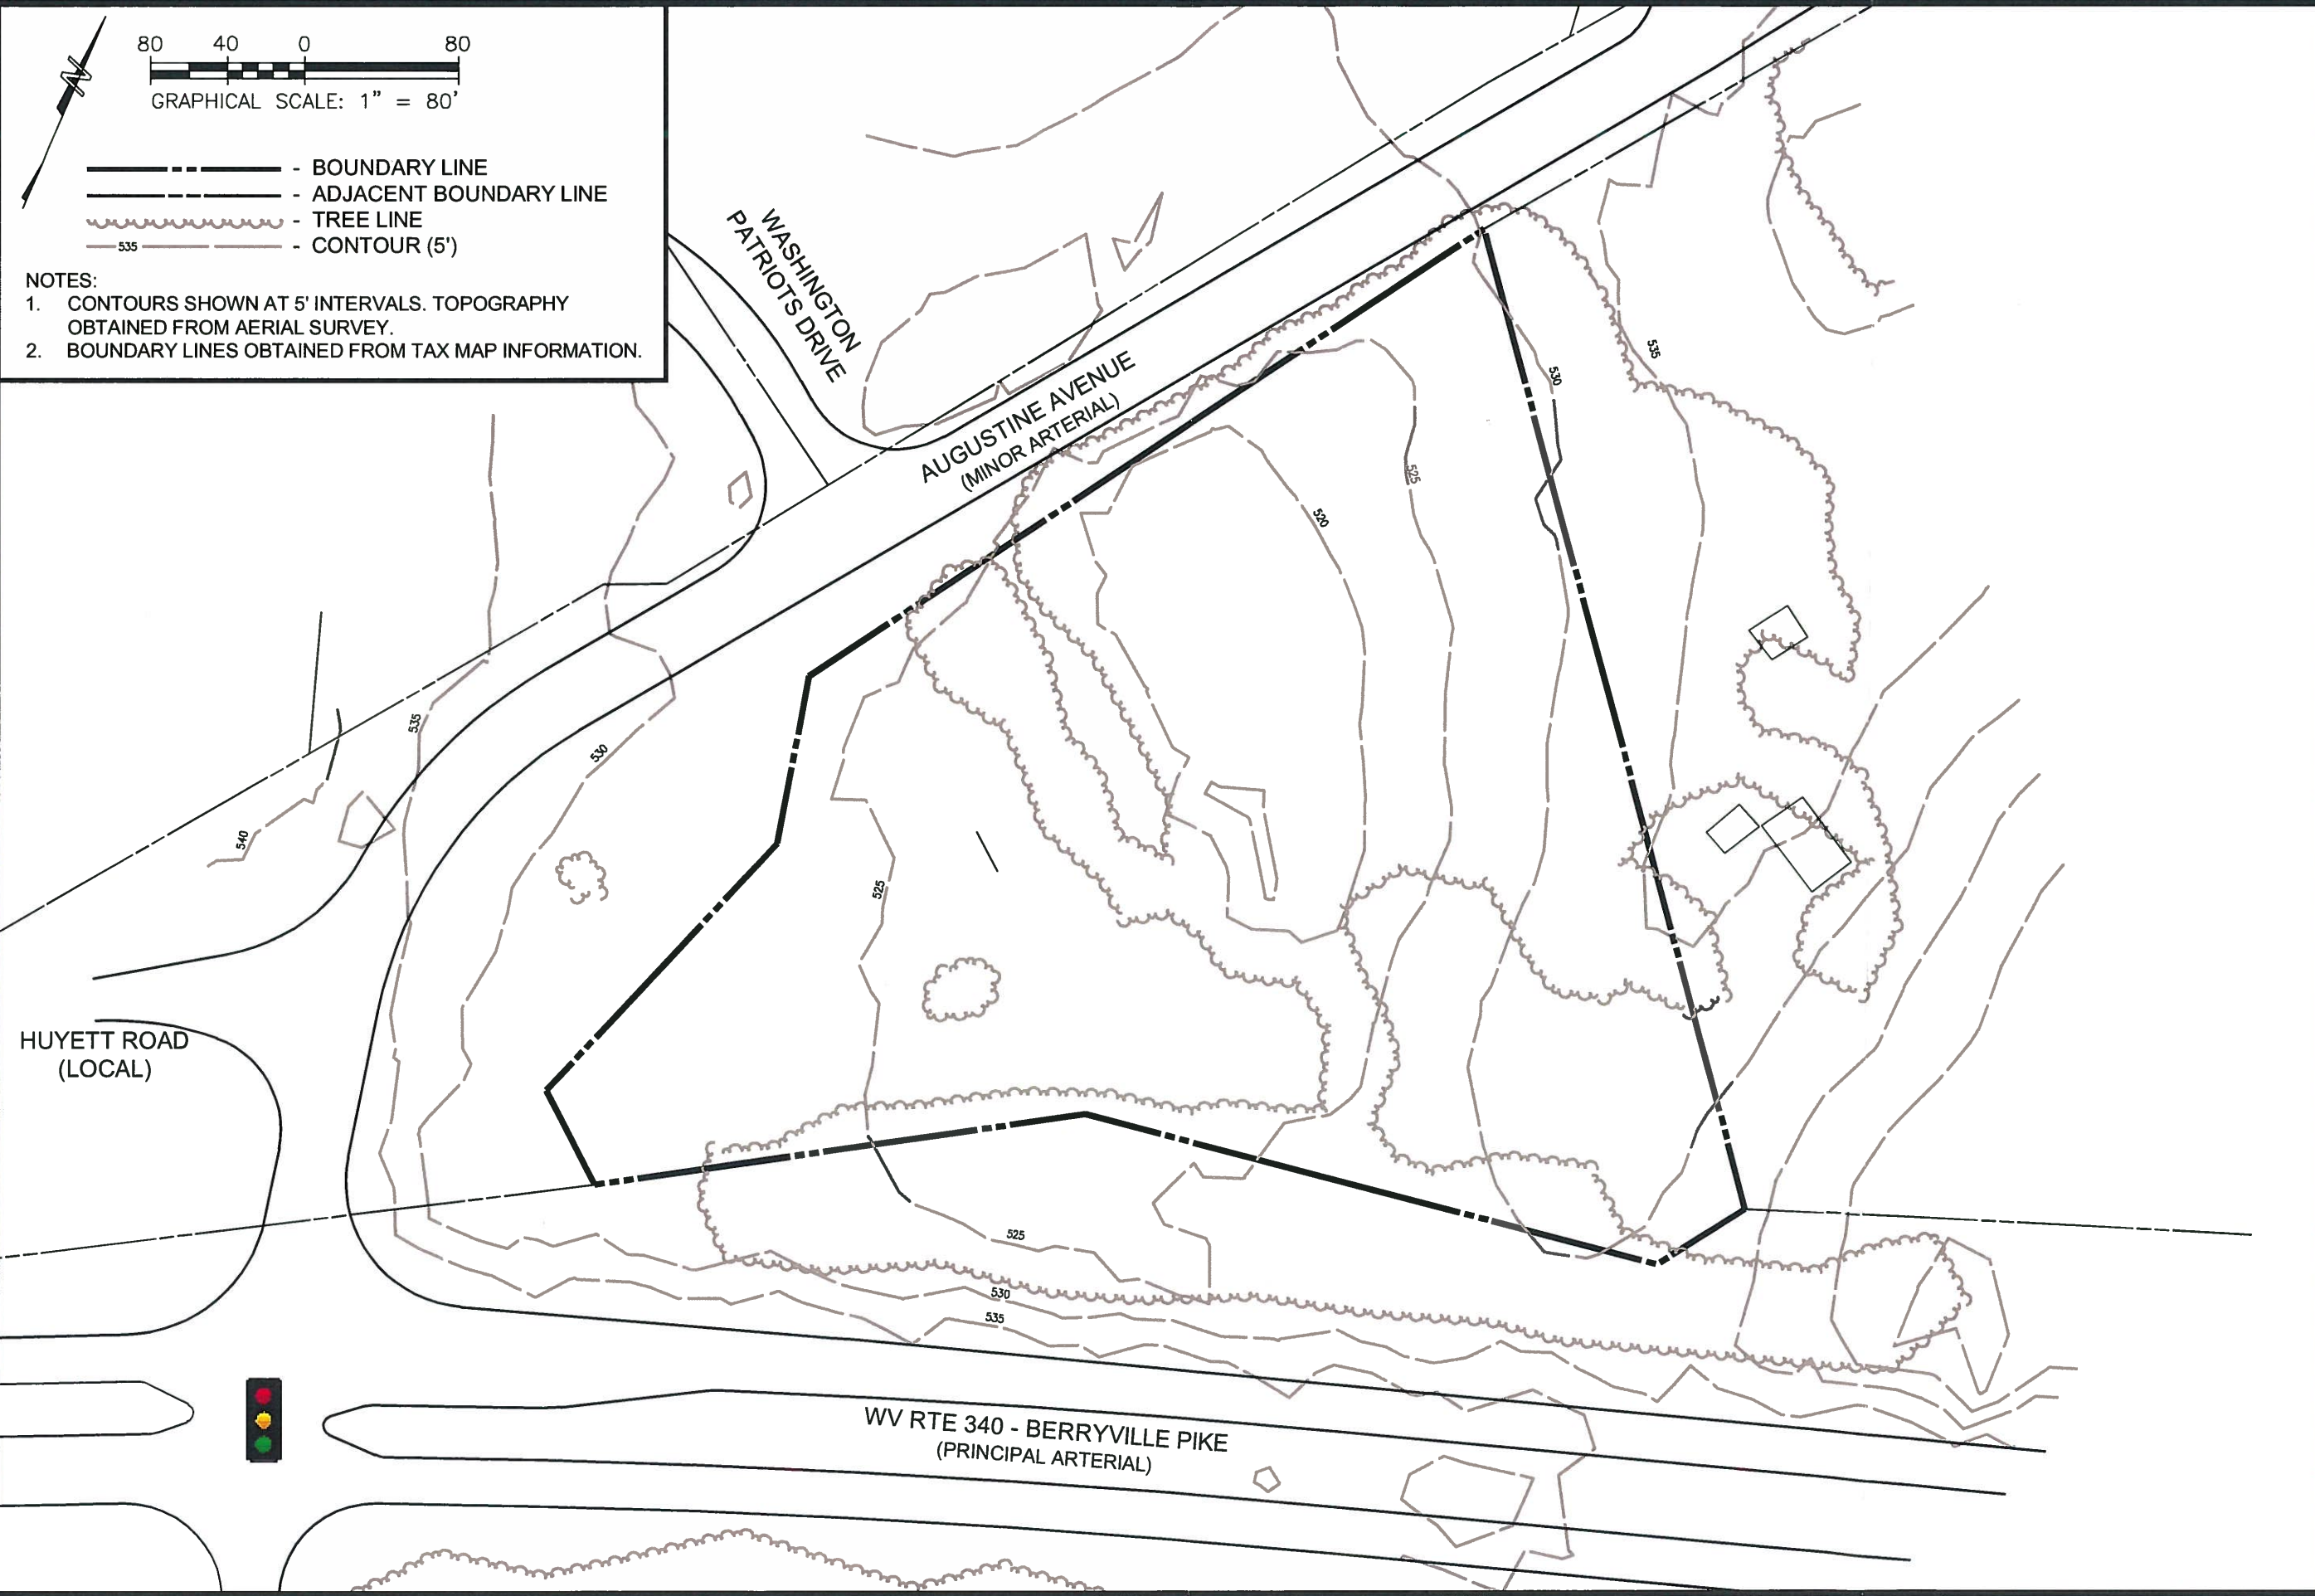 N
80 40 0 80
GRAPHICAL SCALE: 1" = 80'
- BOUNDARY LINE
- ADJACENT BOUNDARY LINE
- TREE LINE
535 - CONTOUR (5')
NOTES:
1. CONTOURS SHOWN AT 5' INTERVALS. TOPOGRAPHY
OBTAINED FROM AERIAL SURVEY.
2. BOUNDARY LINES OBTAINED FROM TAX MAP INFORMATION.
WASHINGTON
PATRIOTS DRIVE
AUGUSTINE AVENUE
(MINOR ARTERIAL)
535
530
525
520
535
530
540
525
HUYETT ROAD
(LOCAL)
525
530
535
WV RTE 340 - BERRYVILLE PIKE
(PRINCIPAL ARTERIAL)